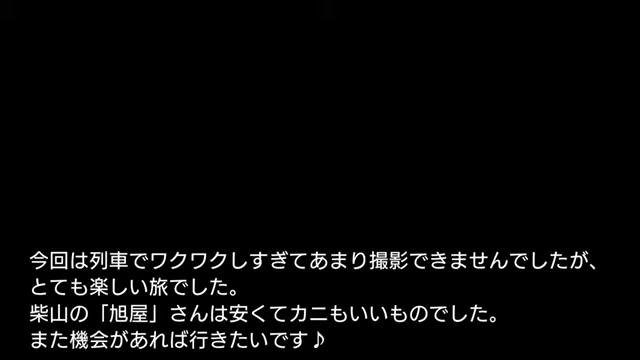 今回は列車でワクワクしすぎてあまり撮影できませんでしたが、
とても楽しい旅でした。
柴山の「旭屋」さんは安くてカニもいいものでした。
また機会があれば行きたいです♪